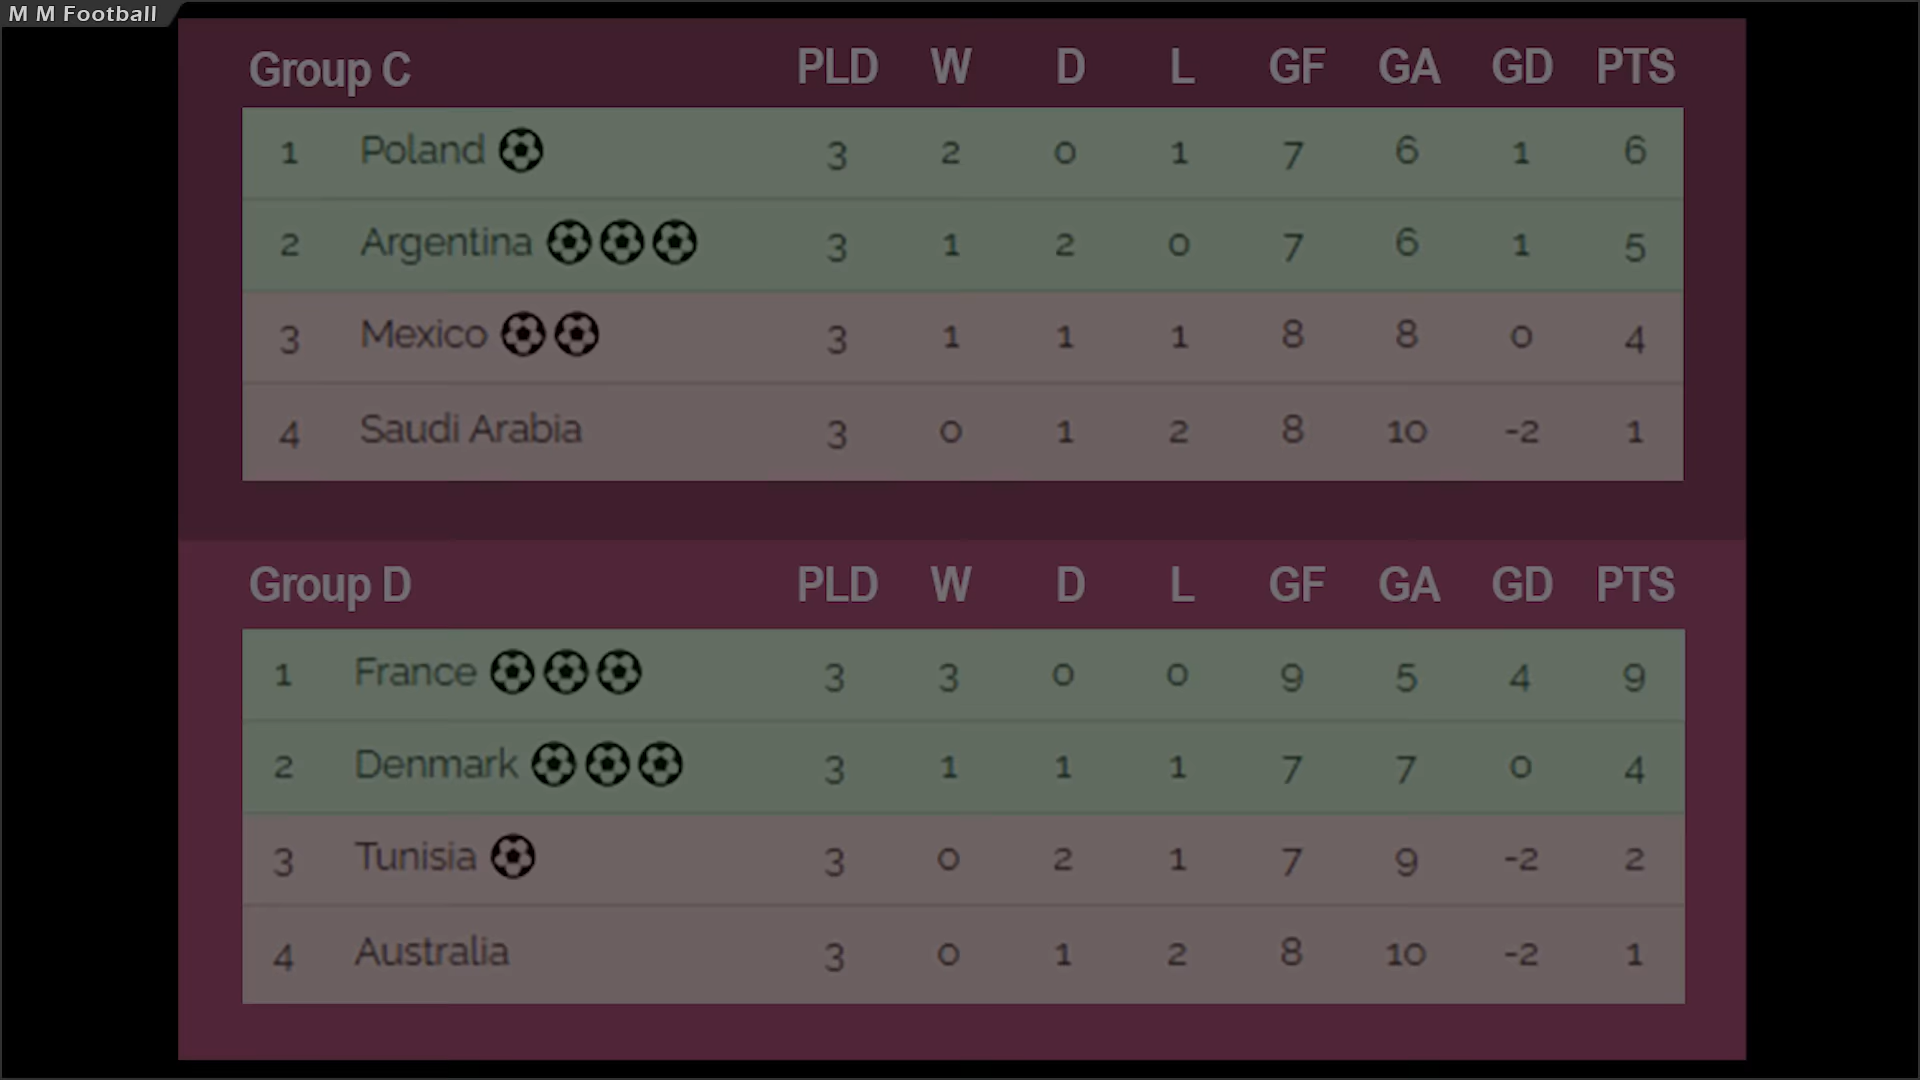 M M Football
Group C PLD W D L GF GA GD PTS
1 Poland 3 2 0 1 7 6 1 6
2 Argentina 3 1 2 0 7 6 1 5
3 Mexico 3 1 1 1 8 8 0 4
4 Saudi Arabia 3 0 1 2 8 10 -2 1
Group D PLD W D L GF GA GD PTS
1 France 3 3 0 0 9 5 4 9
2 Denmark 3 1 1 1 7 7 0 4
3 Tunisia 3 0 2 1 7 9 -2 2
4 Australia 3 0 1 2 8 10 -2 1